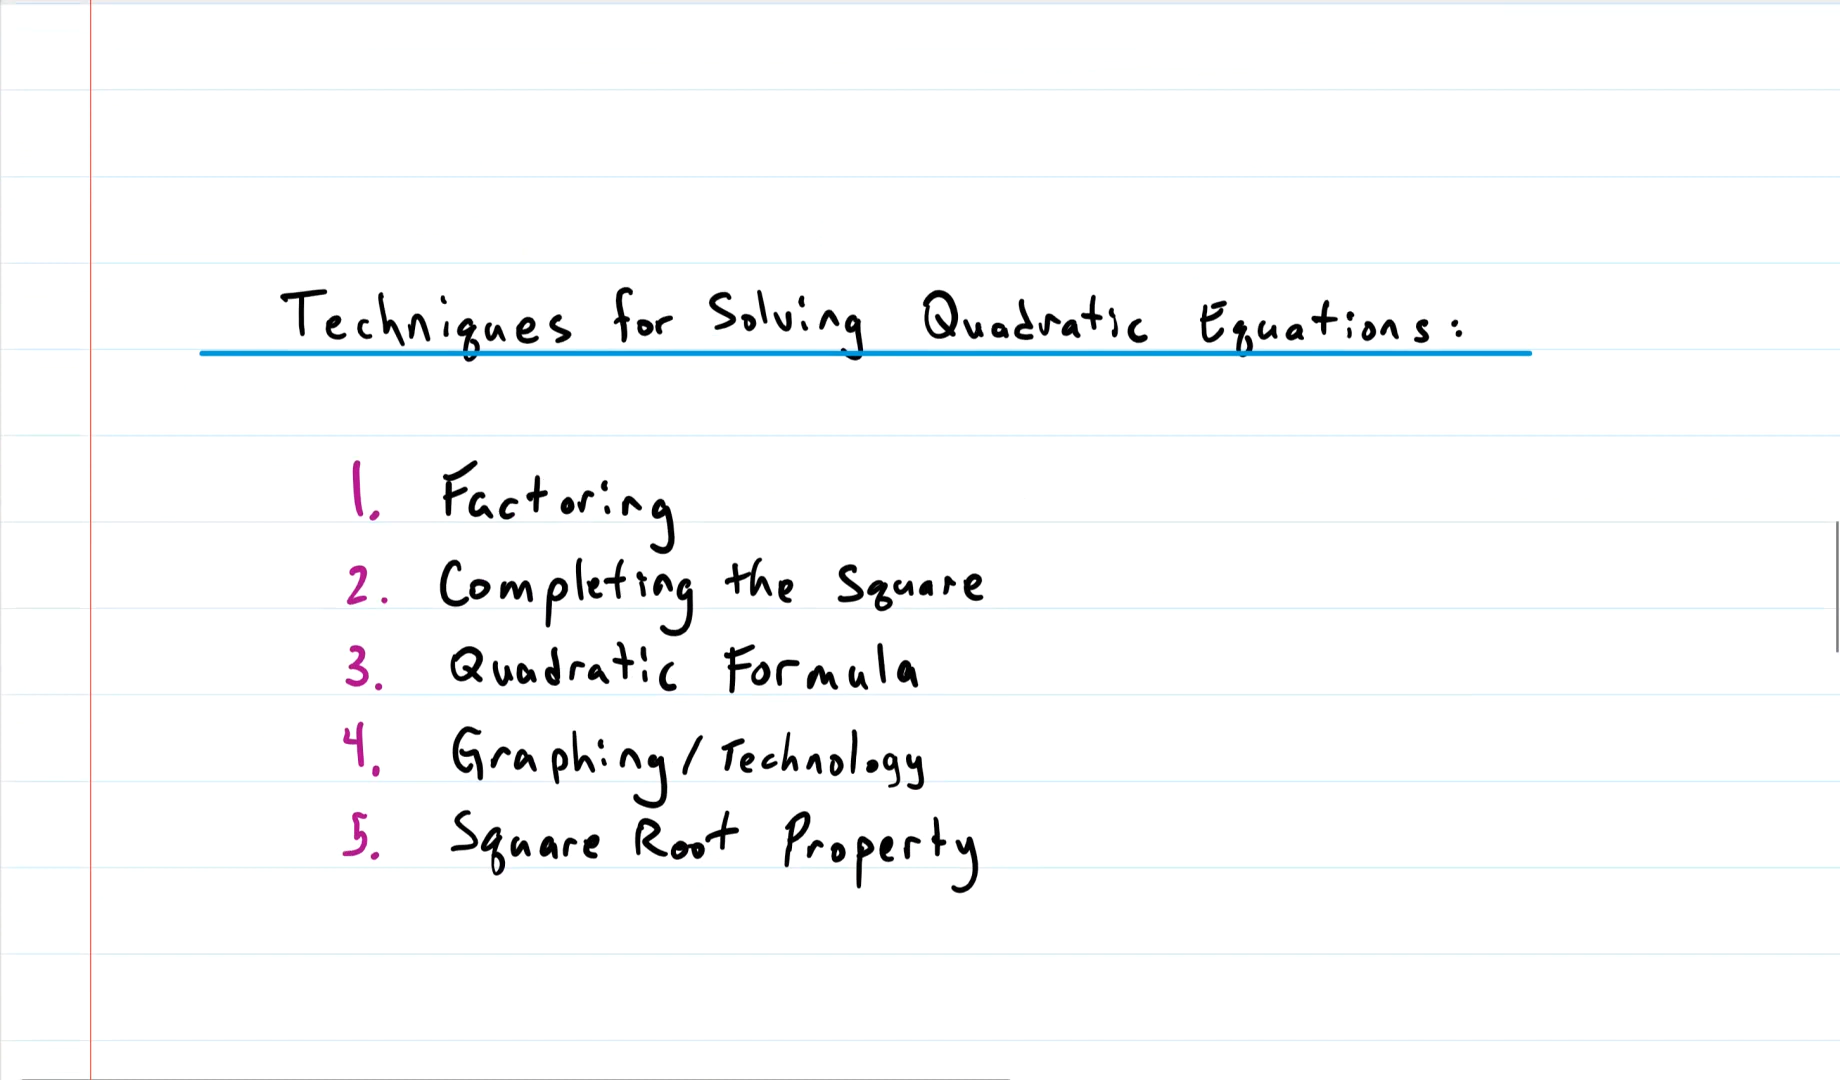 Techniques for Solving Quadratic Equations:
1. Factoring
2. Completing the Square
3. Quadratic Formula
4. Graphing/Technology
5. Square Root Property